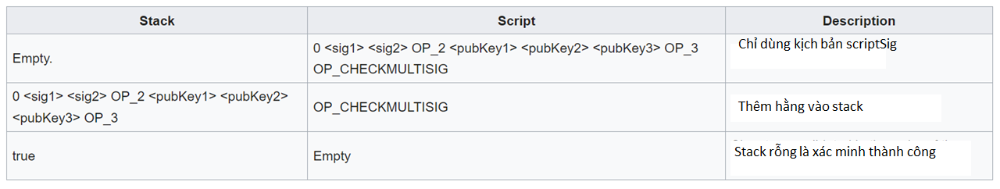 Stack Script Description
Empty.
0 <sig1> <sig2> OP_2 <pubKey1> <pubKey2> <pubKey3> OP_3
OP_CHECKMULTISIG
Chỉ dùng kịch bản scriptSig
0 <sig1> <sig2> OP_2 <pubKey1> <pubKey2>
<pubKey3> OP_3
OP_CHECKMULTISIG
Thêm hằng vào stack
true
Empty
Stack rỗng là xác minh thành công